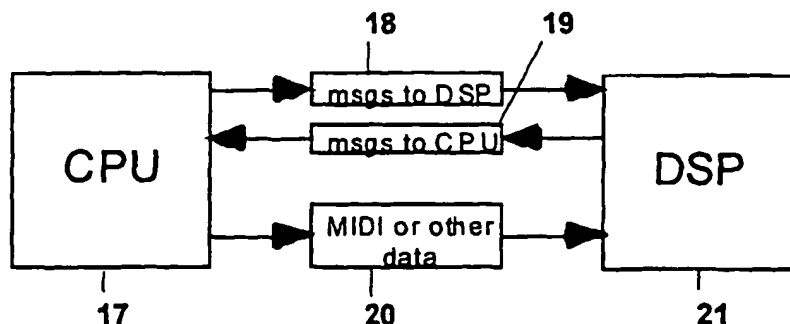 18
19
msgs to DSP
msgs to CPU
CPU
DSP
MIDI or other
data
17
20
21